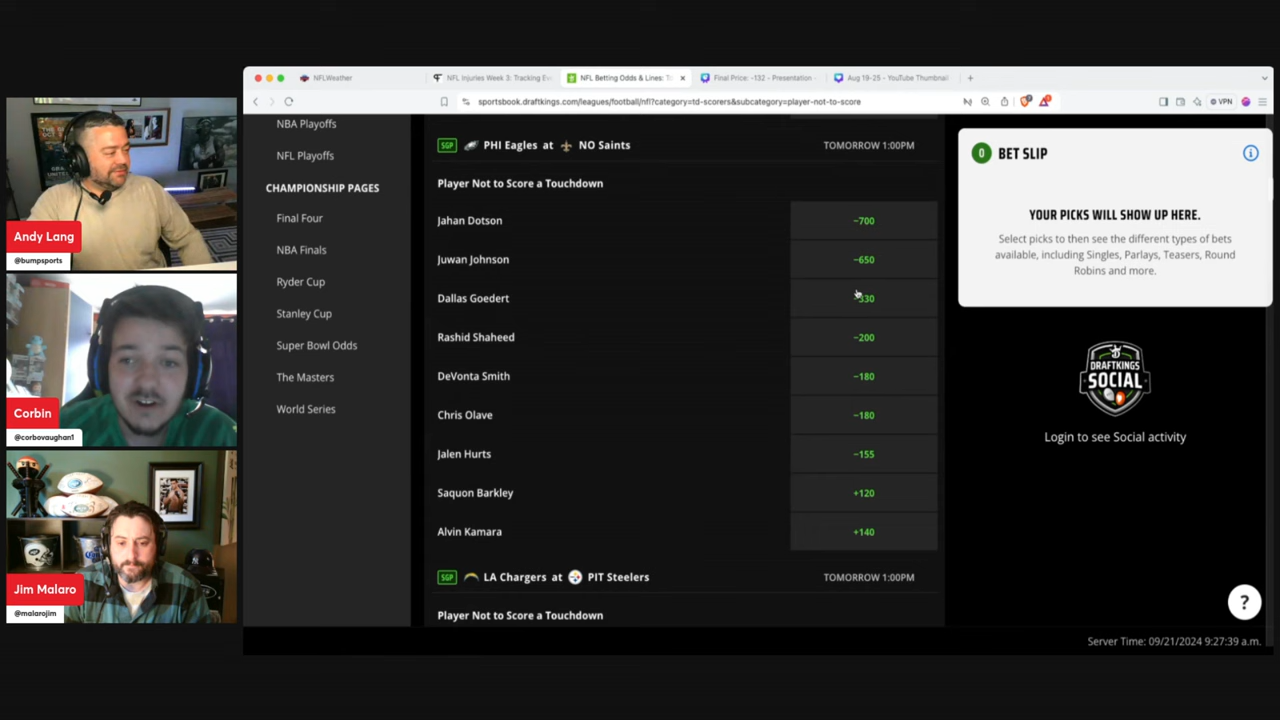 NFLWeather
NFL Injuries Week 3: Tracking Ev
NFL Betting Odds & Lines: To
Final Price: -132 - Presentation -
Aug 19-25 - YouTube Thumbnail
sportsbook.draftkings.com/leagues/football/nfl?category=td-scorers&subcategory=player-not-to-score
VPN
Andy Lang
@bumpsports
Corbin
@corbovaughan1
Jim Malaro
@malarojim
NBA Playoffs
NFL Playoffs
CHAMPIONSHIP PAGES
Final Four
NBA Finals
Ryder Cup
Stanley Cup
Super Bowl Odds
The Masters
World Series
SGP PHI Eagles at NO Saints TOMORROW 1:00PM
Player Not to Score a Touchdown
Jahan Dotson −700
Juwan Johnson −650
Dallas Goedert
Rashid Shaheed −200
DeVonta Smith −180
Chris Olave −180
Jalen Hurts −155
Saquon Barkley +120
Alvin Kamara +140
SGP LA Chargers at PIT Steelers TOMORROW 1:00PM
Player Not to Score a Touchdown
0 BET SLIP
YOUR PICKS WILL SHOW UP HERE.
Select picks to then see the different types of bets
available, including Singles, Parlays, Teasers, Round
Robins and more.
DRAFTKINGS
SOCIAL
Login to see Social activity
?
Server Time: 09/21/2024 9:27:39 a.m.